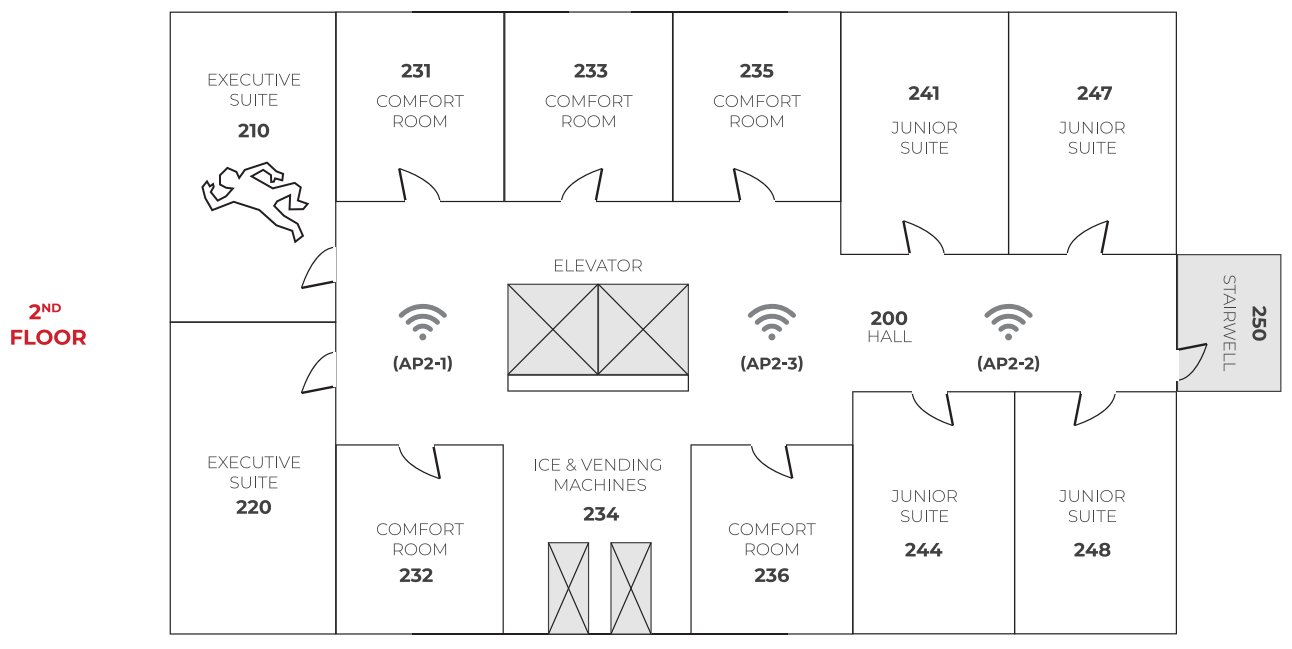 EXECUTIVE
SUITE
210
231
COMFORT
ROOM
233
COMFORT
ROOM
235
COMFORT
ROOM
241
JUNIOR
SUITE
247
JUNIOR
SUITE
2ND
FLOOR
ELEVATOR
(AP2-1)
(AP2-3)
200
HALL
(AP2-2)
250
STAIRWELL
EXECUTIVE
SUITE
220
COMFORT
ROOM
232
ICE & VENDING
MACHINES
234
COMFORT
ROOM
236
JUNIOR
SUITE
244
JUNIOR
SUITE
248